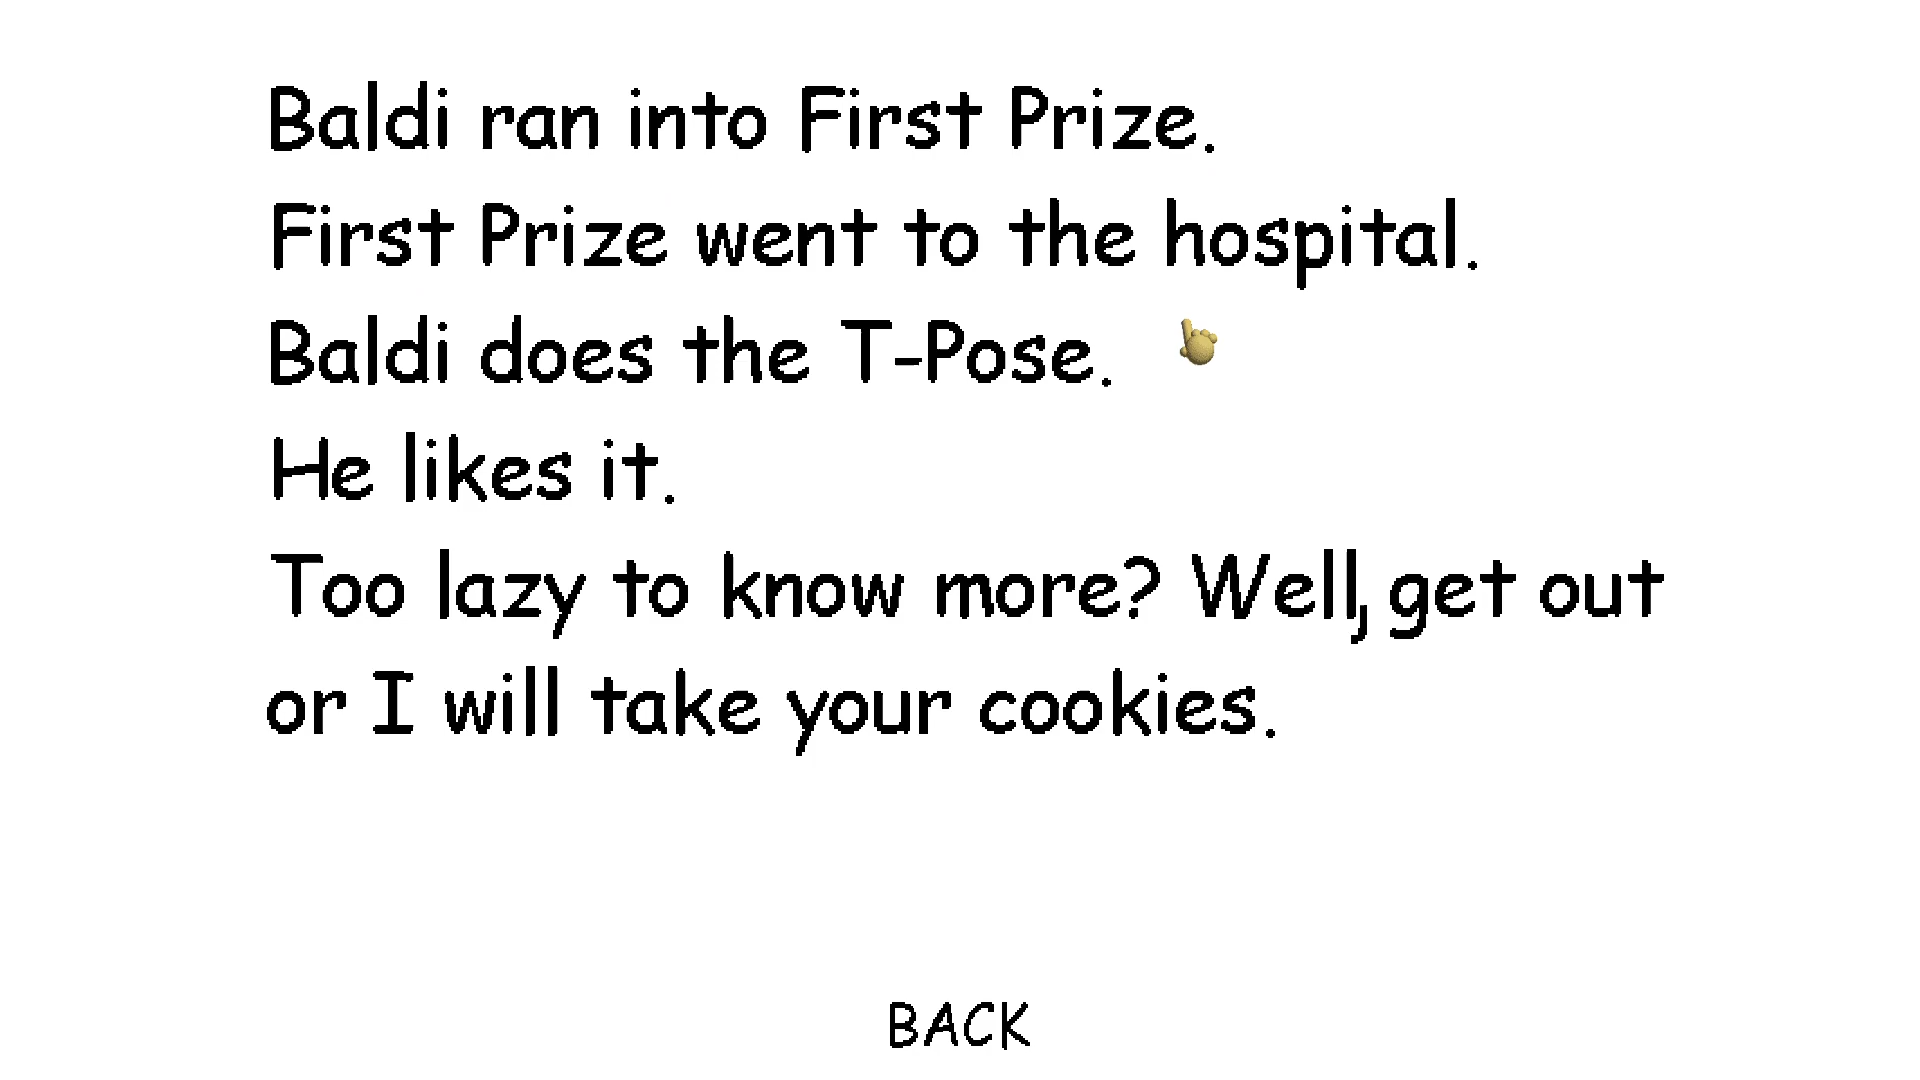 Baldi ran into First Prize.
First Prize went to the hospital.
Baldi does the T-Pose.
He likes it.
Too lazy to know more? Well, get out
or I will take your cookies.
BACK